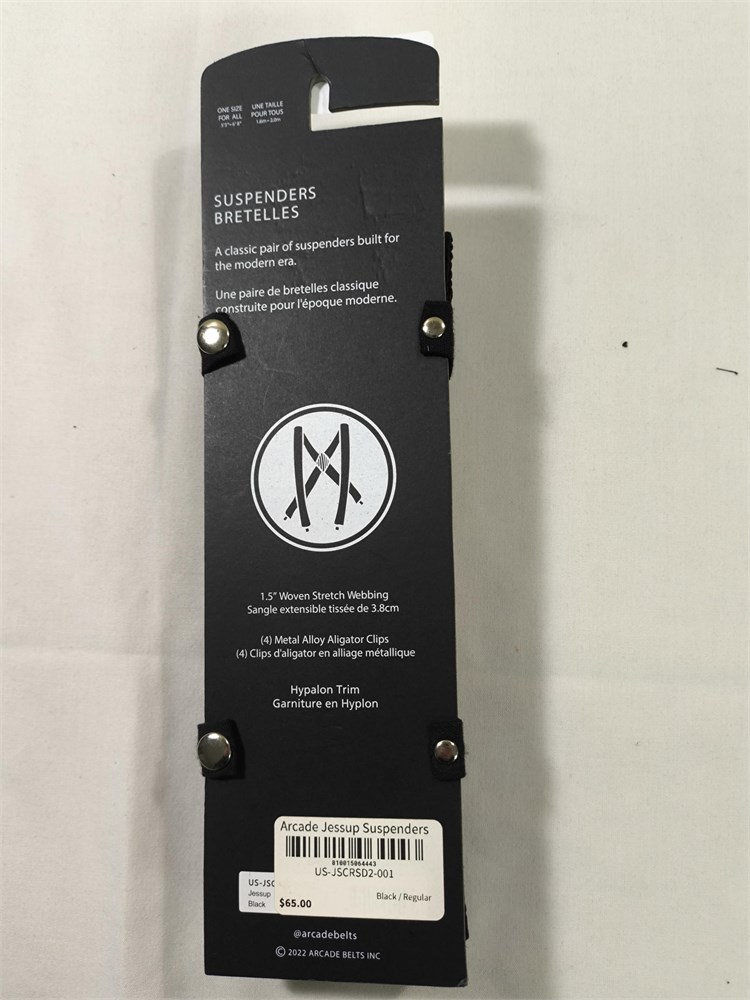 ONE SIZE
FOR ALL
UNE TAILLE
POUR TOUS
SUSPENDERS
BRETELLES
A classic pair of suspenders built for
the modern era.
Une paire de bretelles classique
construite pour l'époque moderne.
1.5" Woven Stretch Webbing
Sangle extensible tissée de 3.8cm
(4) Metal Alloy Aligator Clips
(4) Clips d'aligator en alliage métallique
Hypalon Trim
Garniture en Hyplon
Arcade Jessup Suspenders
810015064443
US-JSCRSD2-001
Black / Regular
$65.00
US-JSC
Jessup
Black
@arcadebelts
© 2022 ARCADE BELTS INC